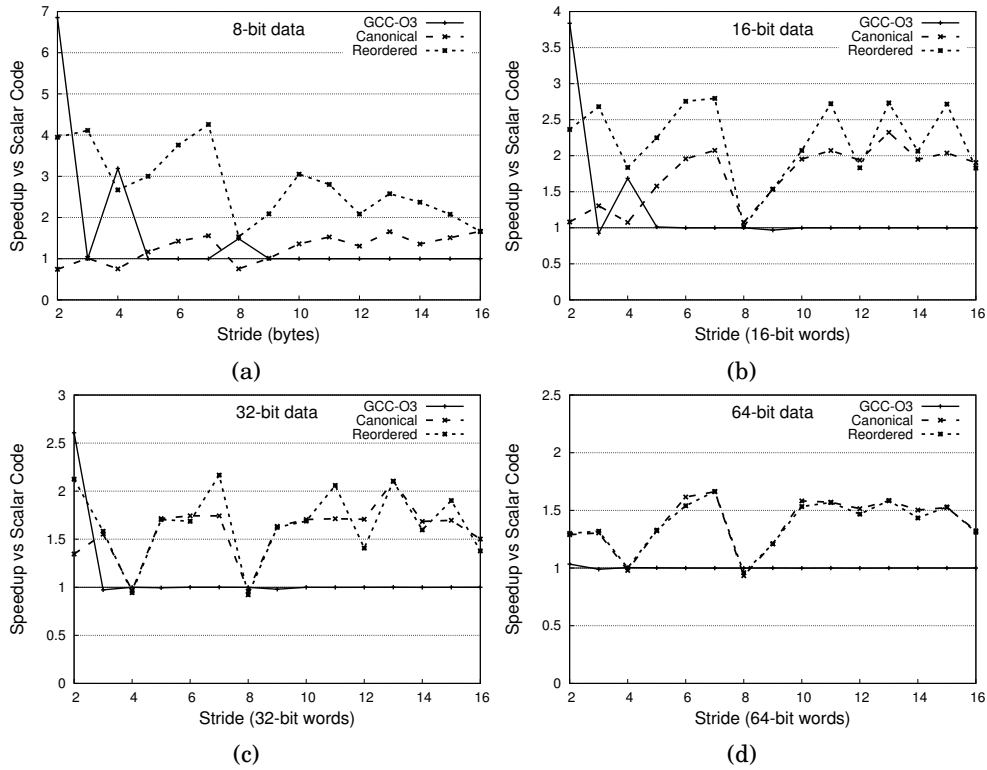 8-bit data
GCC-O3
Canonical
Reordered
Speedup vs Scalar Code
7
6
5
4
3
2
1
0
2 4 6 8 10 12 14 16
Stride (bytes)
(a)
16-bit data
GCC-O3
Canonical
Reordered
Speedup vs Scalar Code
4
3.5
3
2.5
2
1.5
1
0.5
0
2 4 6 8 10 12 14 16
Stride (16-bit words)
(b)
32-bit data
GCC-O3
Canonical
Reordered
Speedup vs Scalar Code
3
2.5
2
1.5
1
0.5
0
2 4 6 8 10 12 14 16
Stride (32-bit words)
(c)
64-bit data
GCC-O3
Canonical
Reordered
Speedup vs Scalar Code
2.5
2
1.5
1
0.5
0
2 4 6 8 10 12 14 16
Stride (64-bit words)
(d)